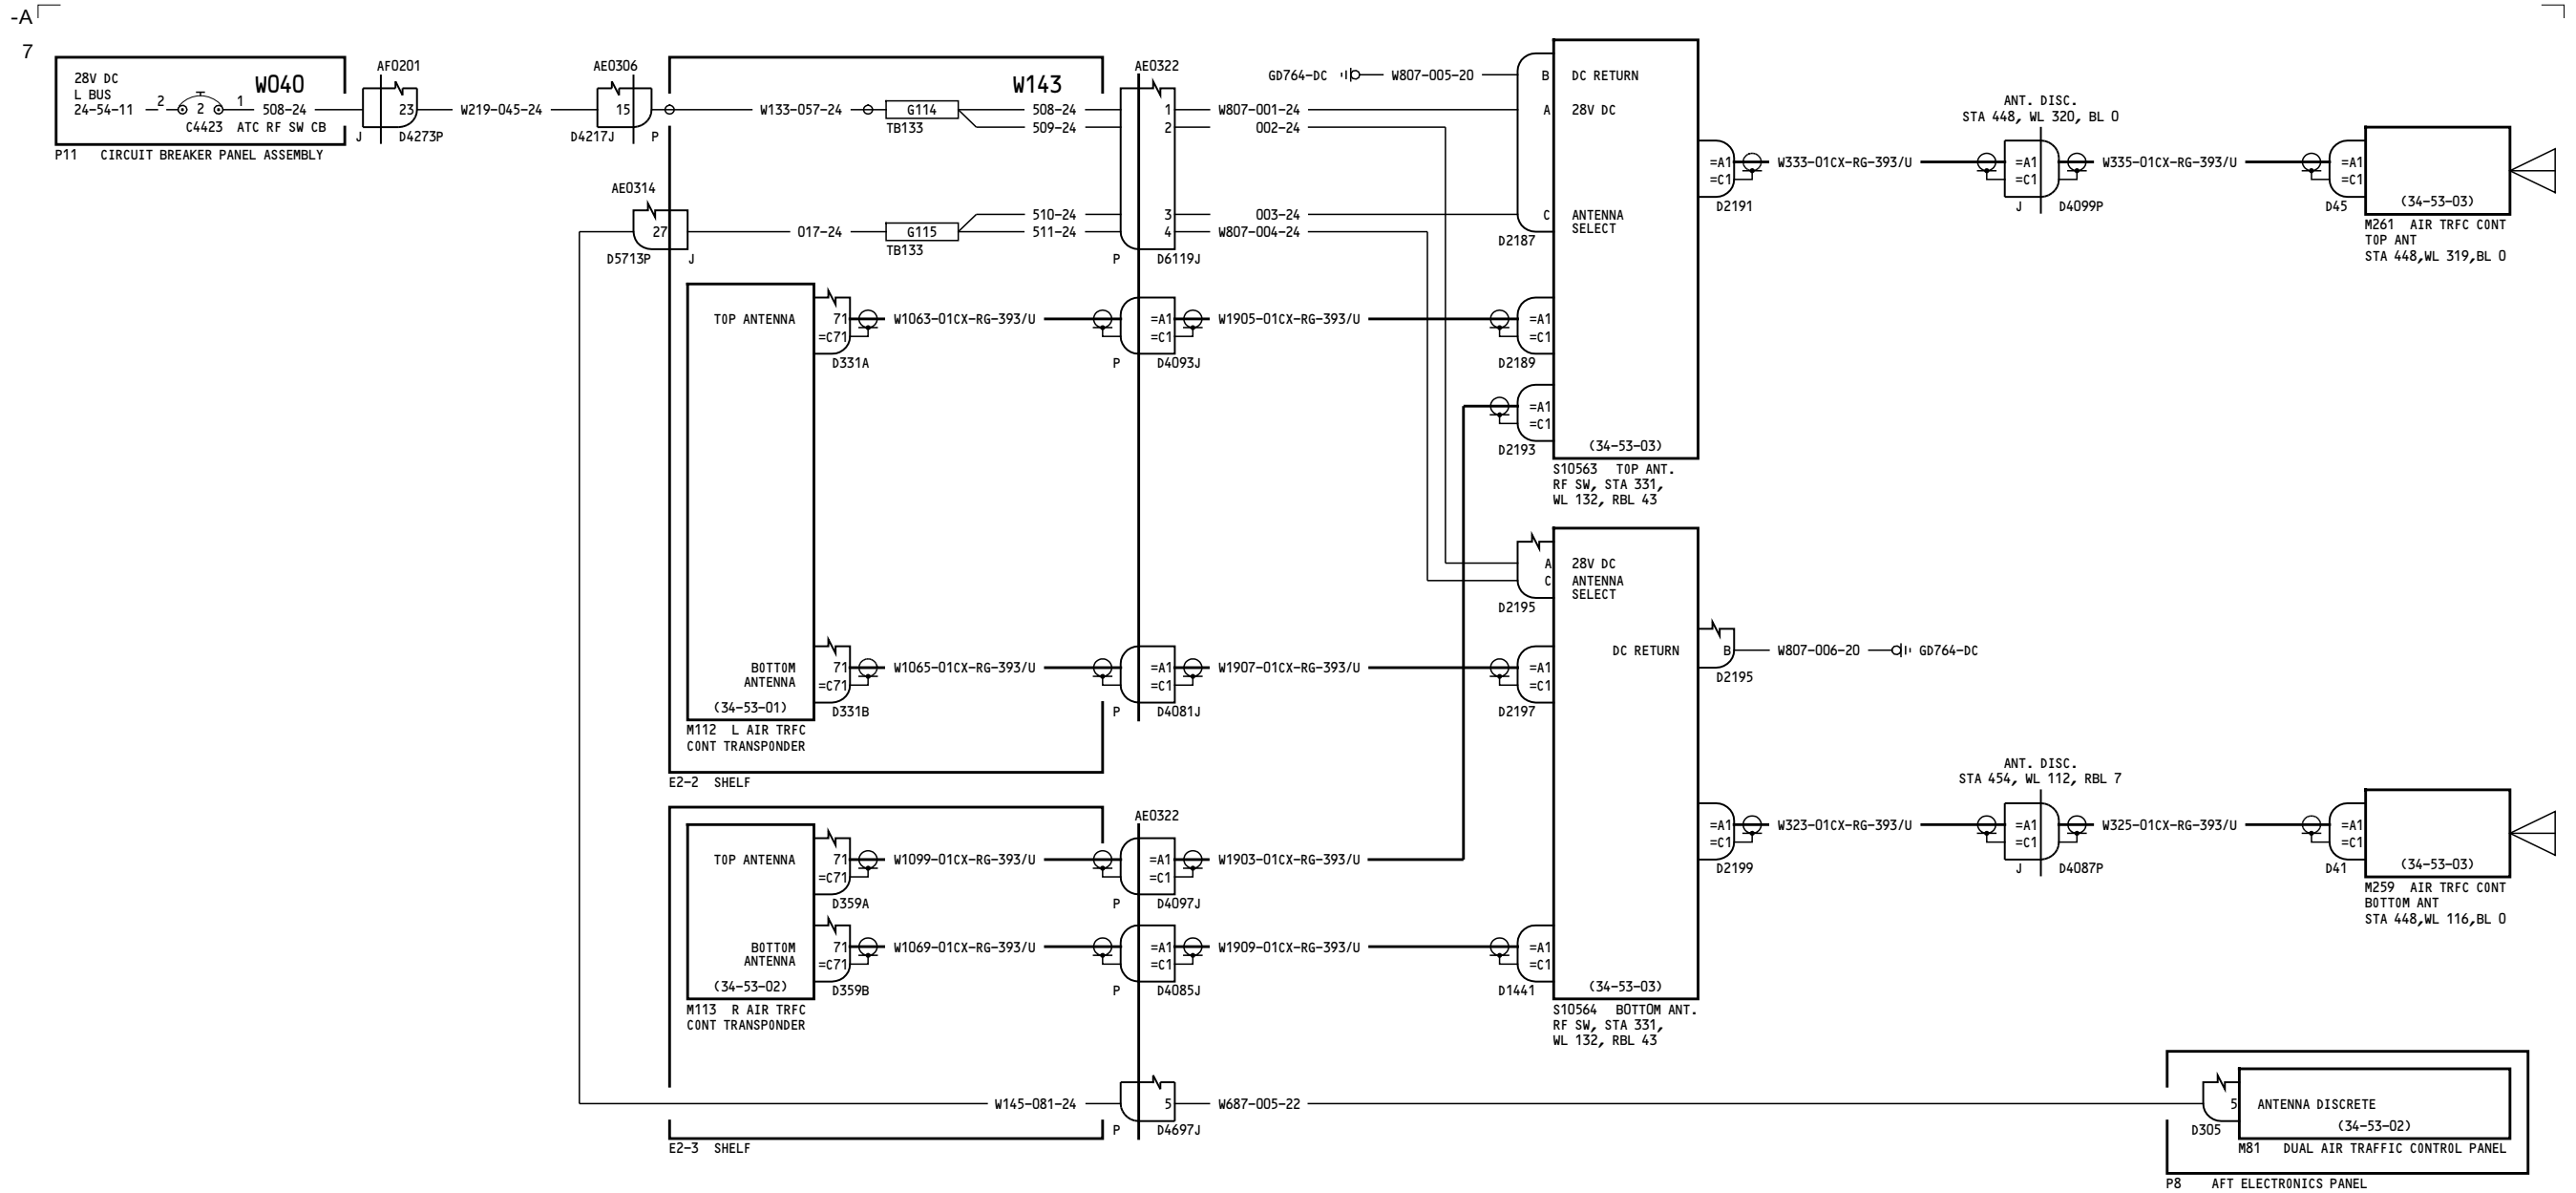 -A
7
28V DC
L BUS
24-54-11
2
2
1
W040
508-24
C4423 ATC RF SW CB
P11 CIRCUIT BREAKER PANEL ASSEMBLY
AF0201
23
J
D4273P
W219-045-24
AE0306
15
D4217J
P
W143
W133-057-24
G114
TB133
508-24
509-24
AE0314
27
D5713P
J
017-24
G115
TB133
510-24
511-24
AE0322
1
2
3
4
P
D6119J
GD764-DC
W807-005-20
W807-001-24
002-24
003-24
W807-004-24
B
A
C
D2187
DC RETURN
28V DC
ANTENNA
SELECT
=A1
=C1
D2191
W333-01CX-RG-393/U
ANT. DISC.
STA 448, WL 320, BL 0
=A1
=C1
J
D4099P
W335-01CX-RG-393/U
=A1
=C1
D45
(34-53-03)
M261 AIR TRFC CONT
TOP ANT
STA 448,WL 319,BL 0
TOP ANTENNA
71
=C71
D331A
W1063-01CX-RG-393/U
=A1
=C1
P
D4093J
W1905-01CX-RG-393/U
=A1
=C1
D2189
=A1
=C1
D2193
(34-53-03)
S10563 TOP ANT.
RF SW, STA 331,
WL 132, RBL 43
A
C
D2195
28V DC
ANTENNA
SELECT
BOTTOM
ANTENNA
(34-53-01)
71
=C71
D331B
W1065-01CX-RG-393/U
=A1
=C1
P
D4081J
W1907-01CX-RG-393/U
=A1
=C1
D2197
DC RETURN
B
D2195
W807-006-20
GD764-DC
M112 L AIR TRFC
CONT TRANSPONDER
E2-2 SHELF
AE0322
TOP ANTENNA
71
=C71
D359A
W1099-01CX-RG-393/U
=A1
=C1
P
D4097J
W1903-01CX-RG-393/U
=A1
=C1
D2199
W323-01CX-RG-393/U
ANT. DISC.
STA 454, WL 112, RBL 7
=A1
=C1
J
D4087P
W325-01CX-RG-393/U
=A1
=C1
D41
(34-53-03)
M259 AIR TRFC CONT
BOTTOM ANT
STA 448,WL 116,BL 0
BOTTOM
ANTENNA
(34-53-02)
71
=C71
D359B
W1069-01CX-RG-393/U
=A1
=C1
P
D4085J
W1909-01CX-RG-393/U
=A1
=C1
D1441
(34-53-03)
M113 R AIR TRFC
CONT TRANSPONDER
S10564 BOTTOM ANT.
RF SW, STA 331,
WL 132, RBL 43
W145-081-24
5
P
D4697J
W687-005-22
E2-3 SHELF
5
D305
ANTENNA DISCRETE
(34-53-02)
M81 DUAL AIR TRAFFIC CONTROL PANEL
P8 AFT ELECTRONICS PANEL